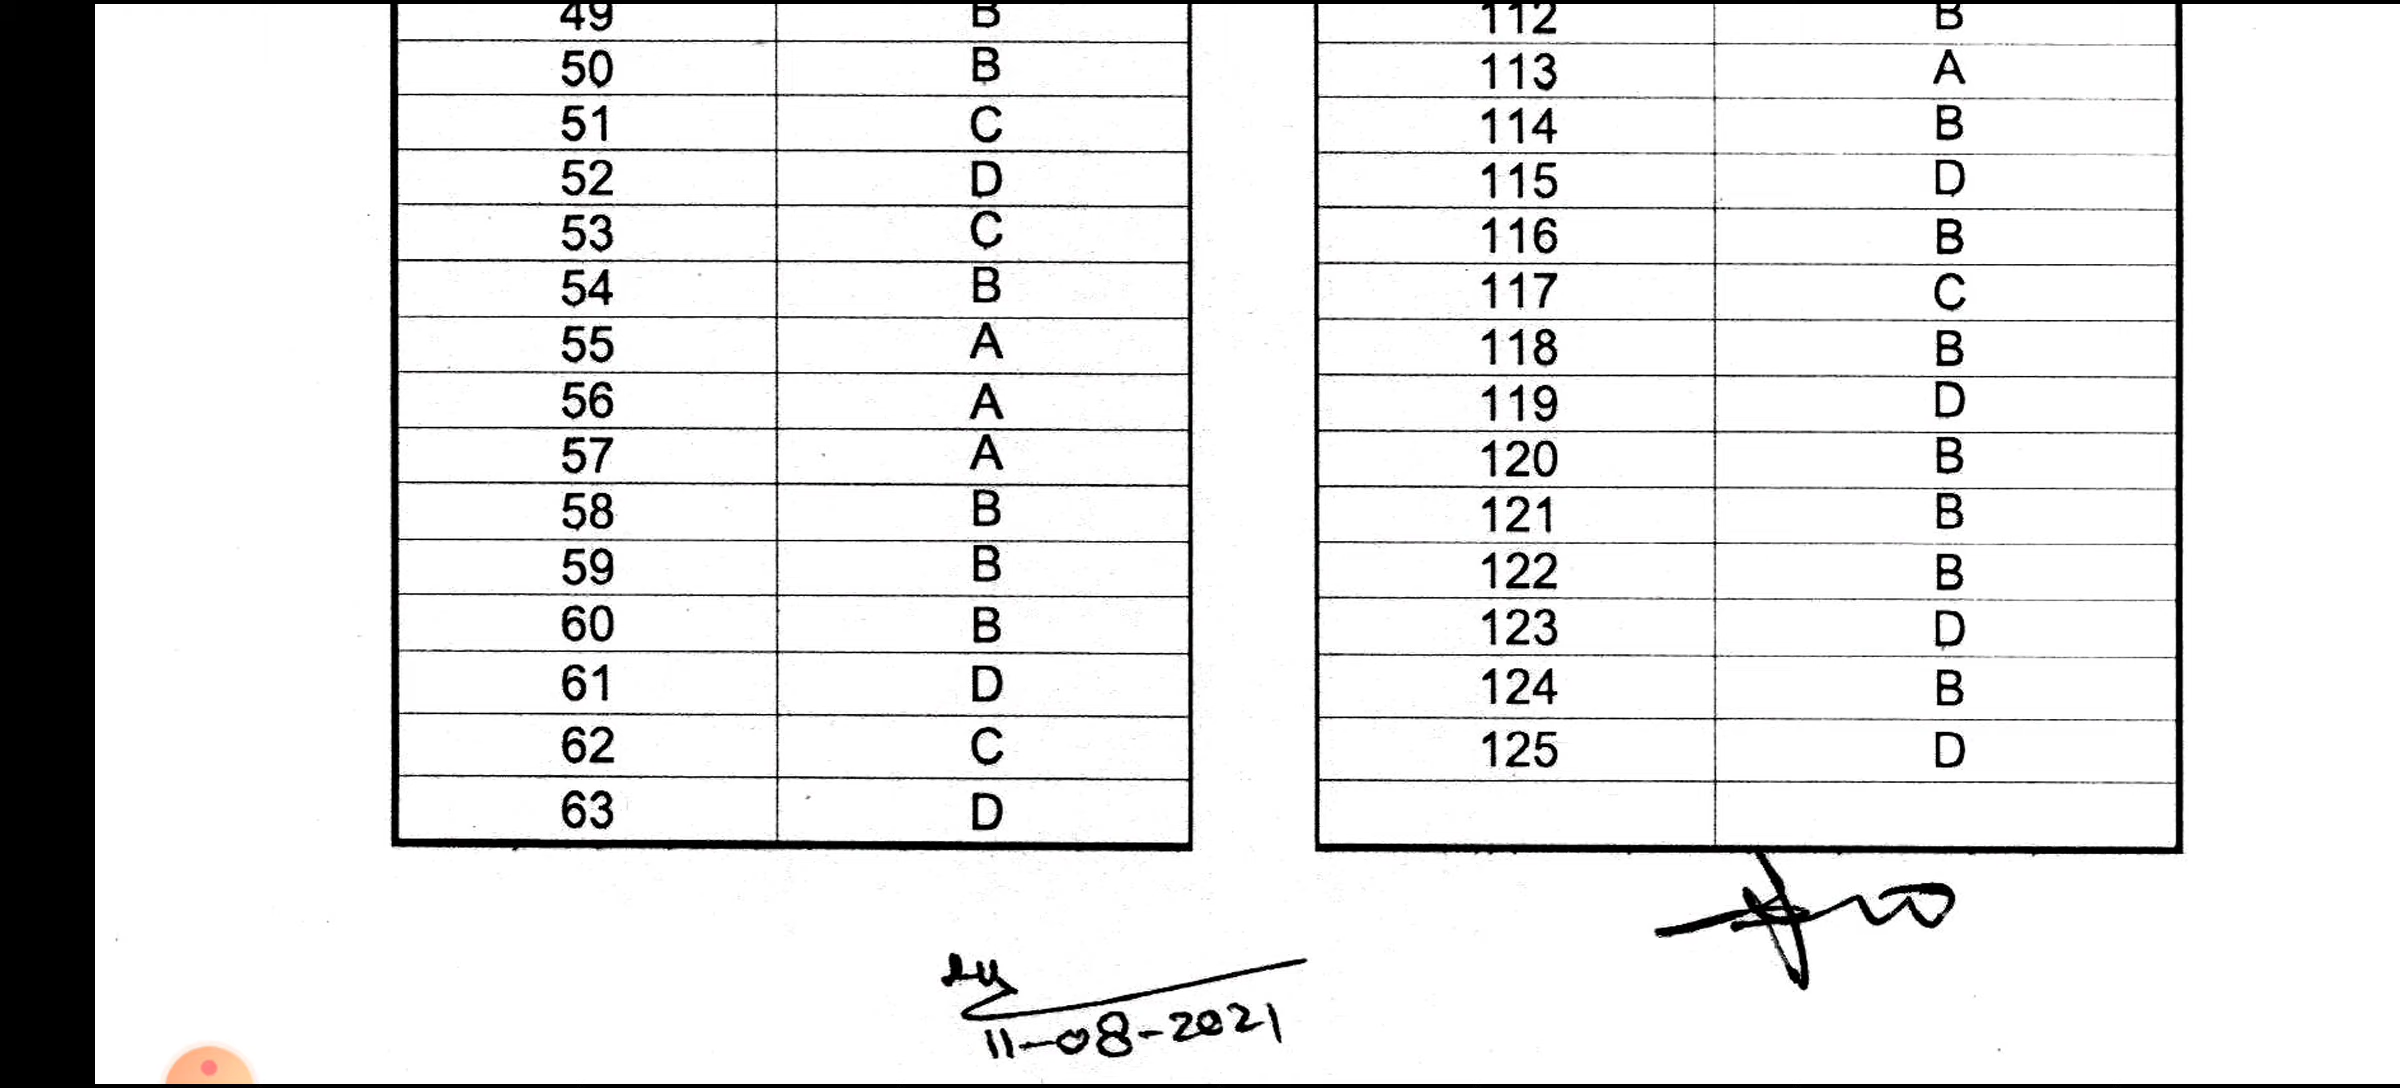 49 B
50 B
51 C
52 D
53 C
54 B
55 A
56 A
57 A
58 B
59 B
60 B
61 D
62 C
63 D
112 B
113 A
114 B
115 D
116 B
117 C
118 B
119 D
120 B
121 B
122 B
123 D
124 B
125 D
11-08-2021